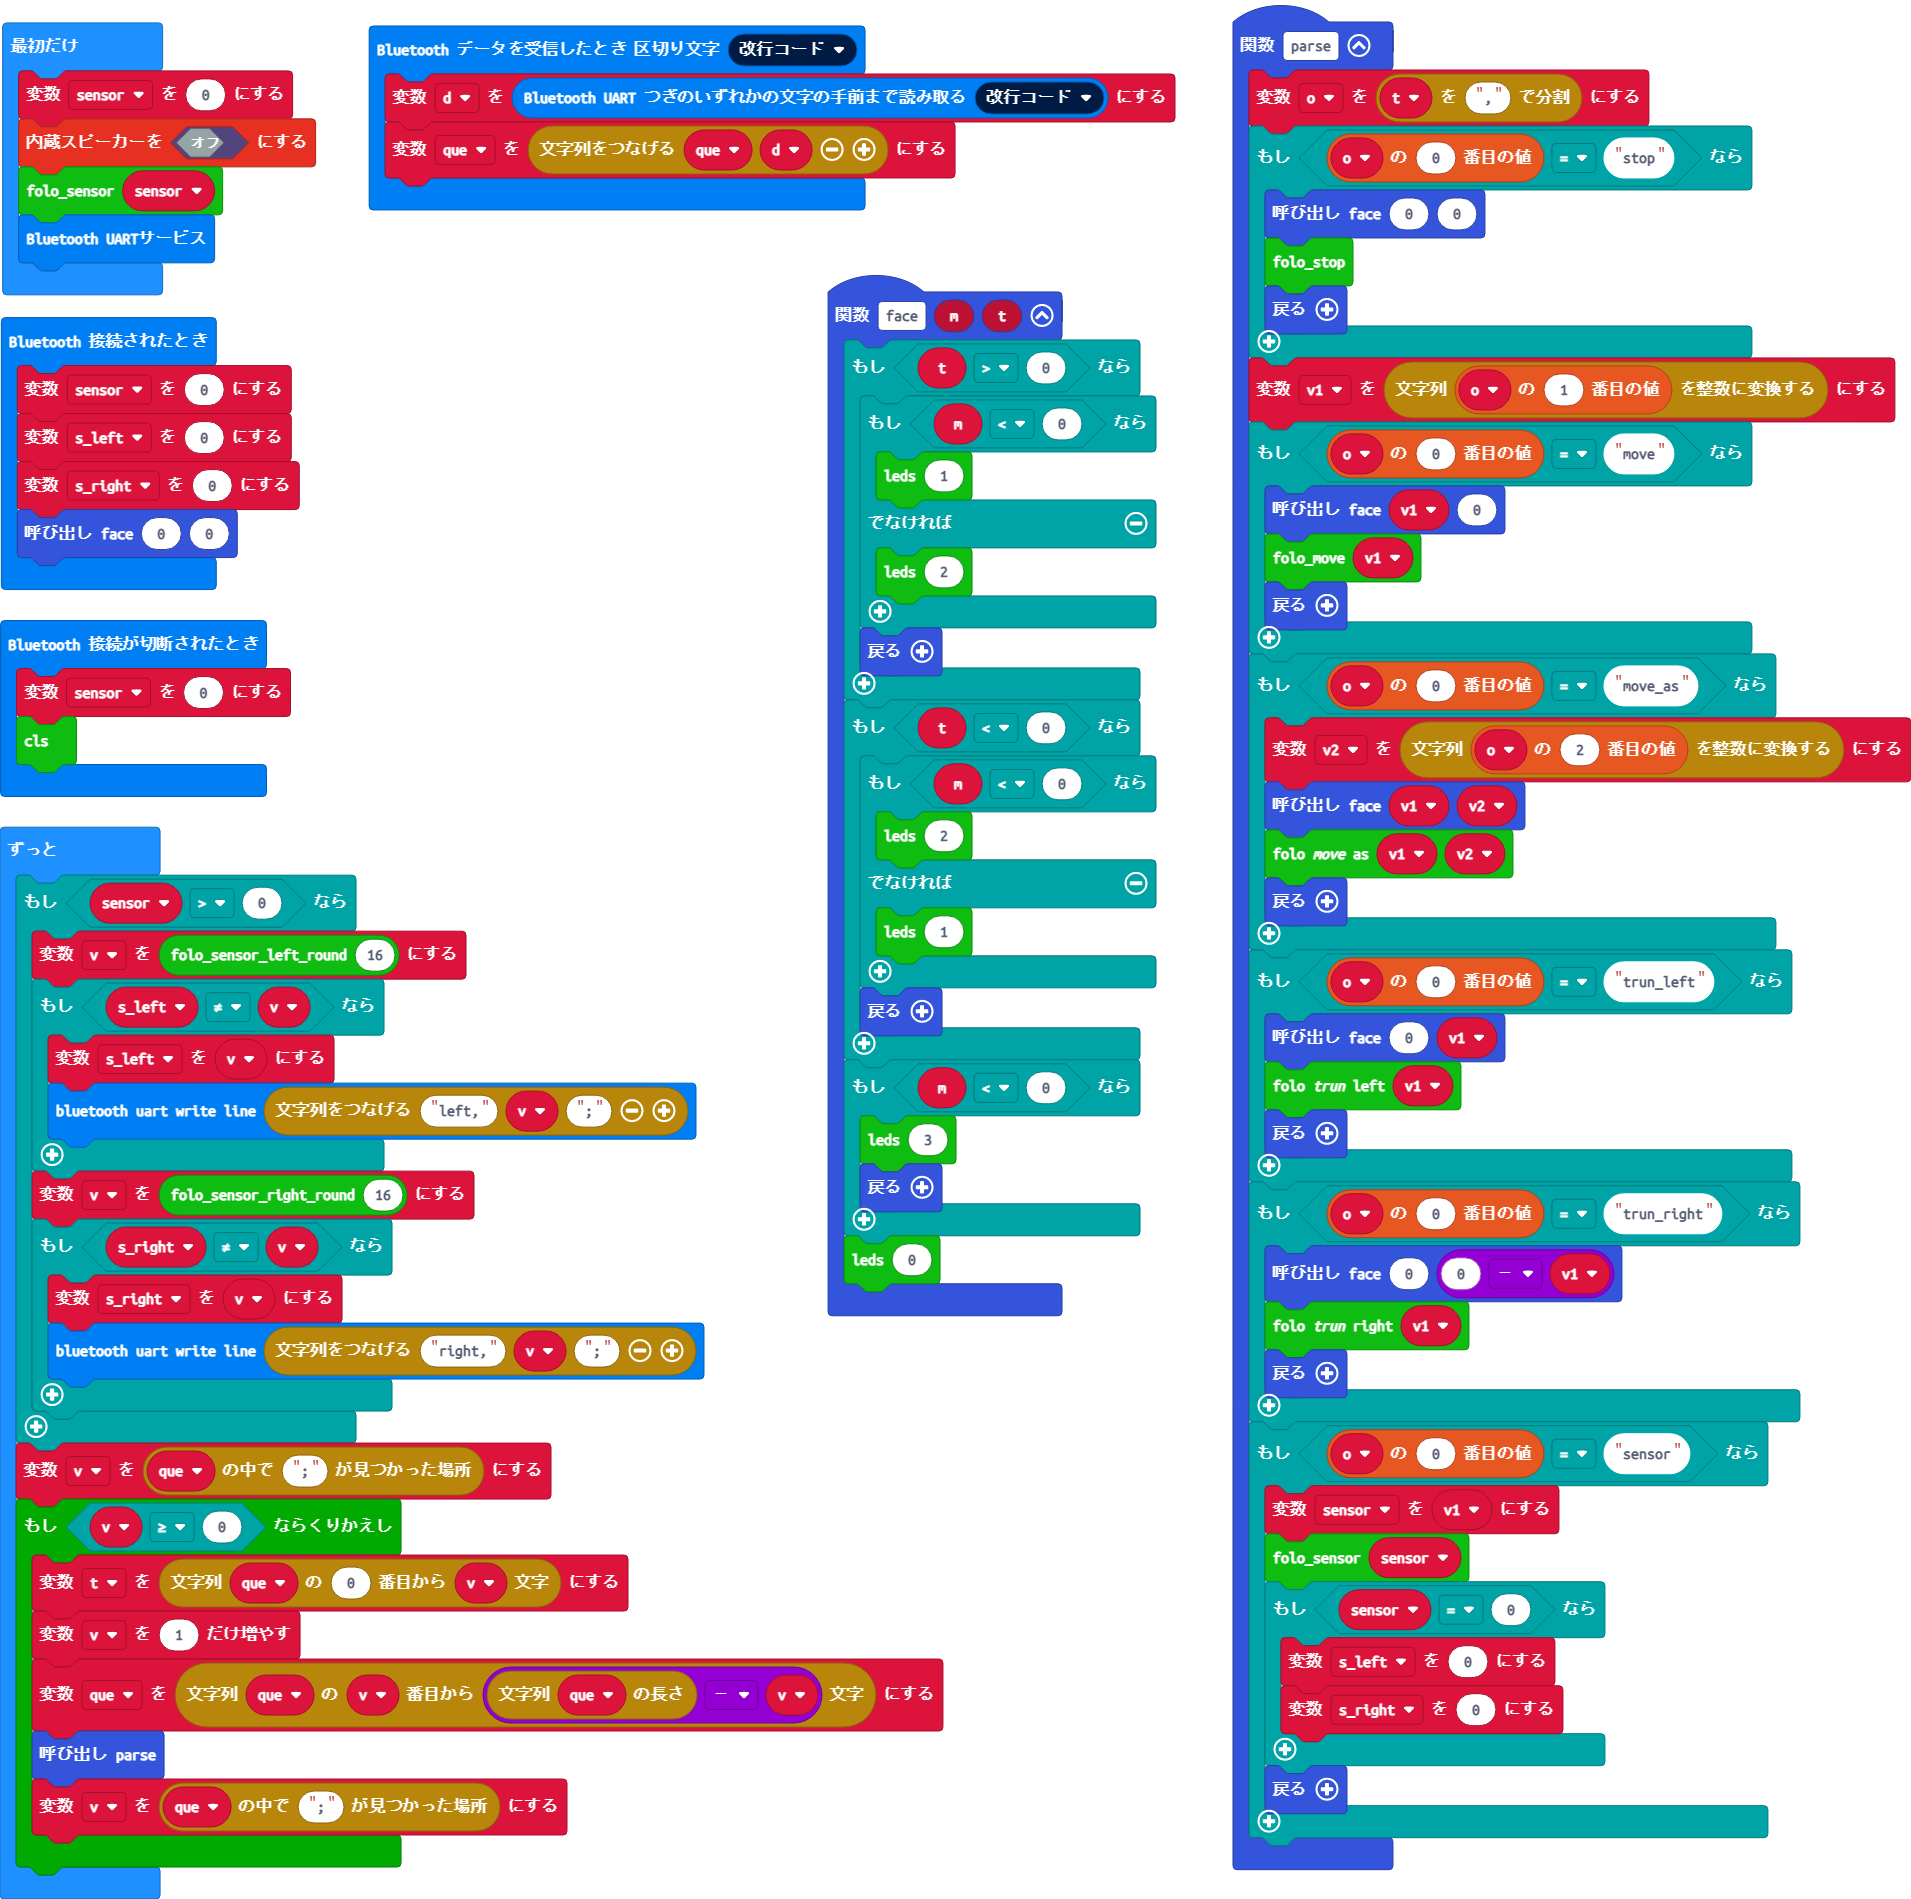 最初だけ
変数 sensor を 0 にする
内蔵スピーカーを オフ にする
folo_sensor sensor
Bluetooth UARTサービス
Bluetooth 接続されたとき
変数 sensor を 0 にする
変数 s_left を 0 にする
変数 s_right を 0 にする
呼び出し face 0 0
Bluetooth 接続が切断されたとき
変数 sensor を 0 にする
cls
ずっと
もし sensor > 0 なら
変数 v を folo_sensor_left_round 16 にする
もし s_left ≠ v なら
変数 s_left を v にする
bluetooth uart write line 文字列をつなげる "left," v ";"
変数 v を folo_sensor_right_round 16 にする
もし s_right ≠ v なら
変数 s_right を v にする
bluetooth uart write line 文字列をつなげる "right," v ";"
変数 v を que の中で ";" が見つかった場所 にする
もし v ≥ 0 ならくりかえし
変数 t を 文字列 que の 0 番目から v 文字 にする
変数 v を 1 だけ増やす
変数 que を 文字列 que の v 番目から 文字列 que の長さ - v 文字 にする
呼び出し parse
変数 v を que の中で ";" が見つかった場所 にする
Bluetooth データを受信したとき 区切り文字 改行コード
変数 d を Bluetooth UART つぎのいずれかの文字の手前まで読み取る 改行コード にする
変数 que を 文字列をつなげる que d にする
関数 face m t
もし t > 0 なら
もし m < 0 なら
leds 1
でなければ
leds 2
戻る
もし t < 0 なら
もし m < 0 なら
leds 2
でなければ
leds 1
戻る
もし m < 0 なら
leds 3
戻る
leds 0
関数 parse
変数 o を t を "," で分割 にする
もし o の 0 番目の値 = "stop" なら
呼び出し face 0 0
folo_stop
戻る
変数 v1 を 文字列 o の 1 番目の値 を整数に変換する にする
もし o の 0 番目の値 = "move" なら
呼び出し face v1 0
folo_move v1
戻る
もし o の 0 番目の値 = "move_as" なら
変数 v2 を 文字列 o の 2 番目の値 を整数に変換する にする
呼び出し face v1 v2
folo move as v1 v2
戻る
もし o の 0 番目の値 = "trun_left" なら
呼び出し face 0 v1
folo trun left v1
戻る
もし o の 0 番目の値 = "trun_right" なら
呼び出し face 0 0 - v1
folo trun right v1
戻る
もし o の 0 番目の値 = "sensor" なら
変数 sensor を v1 にする
folo_sensor sensor
もし sensor = 0 なら
変数 s_left を 0 にする
変数 s_right を 0 にする
戻る